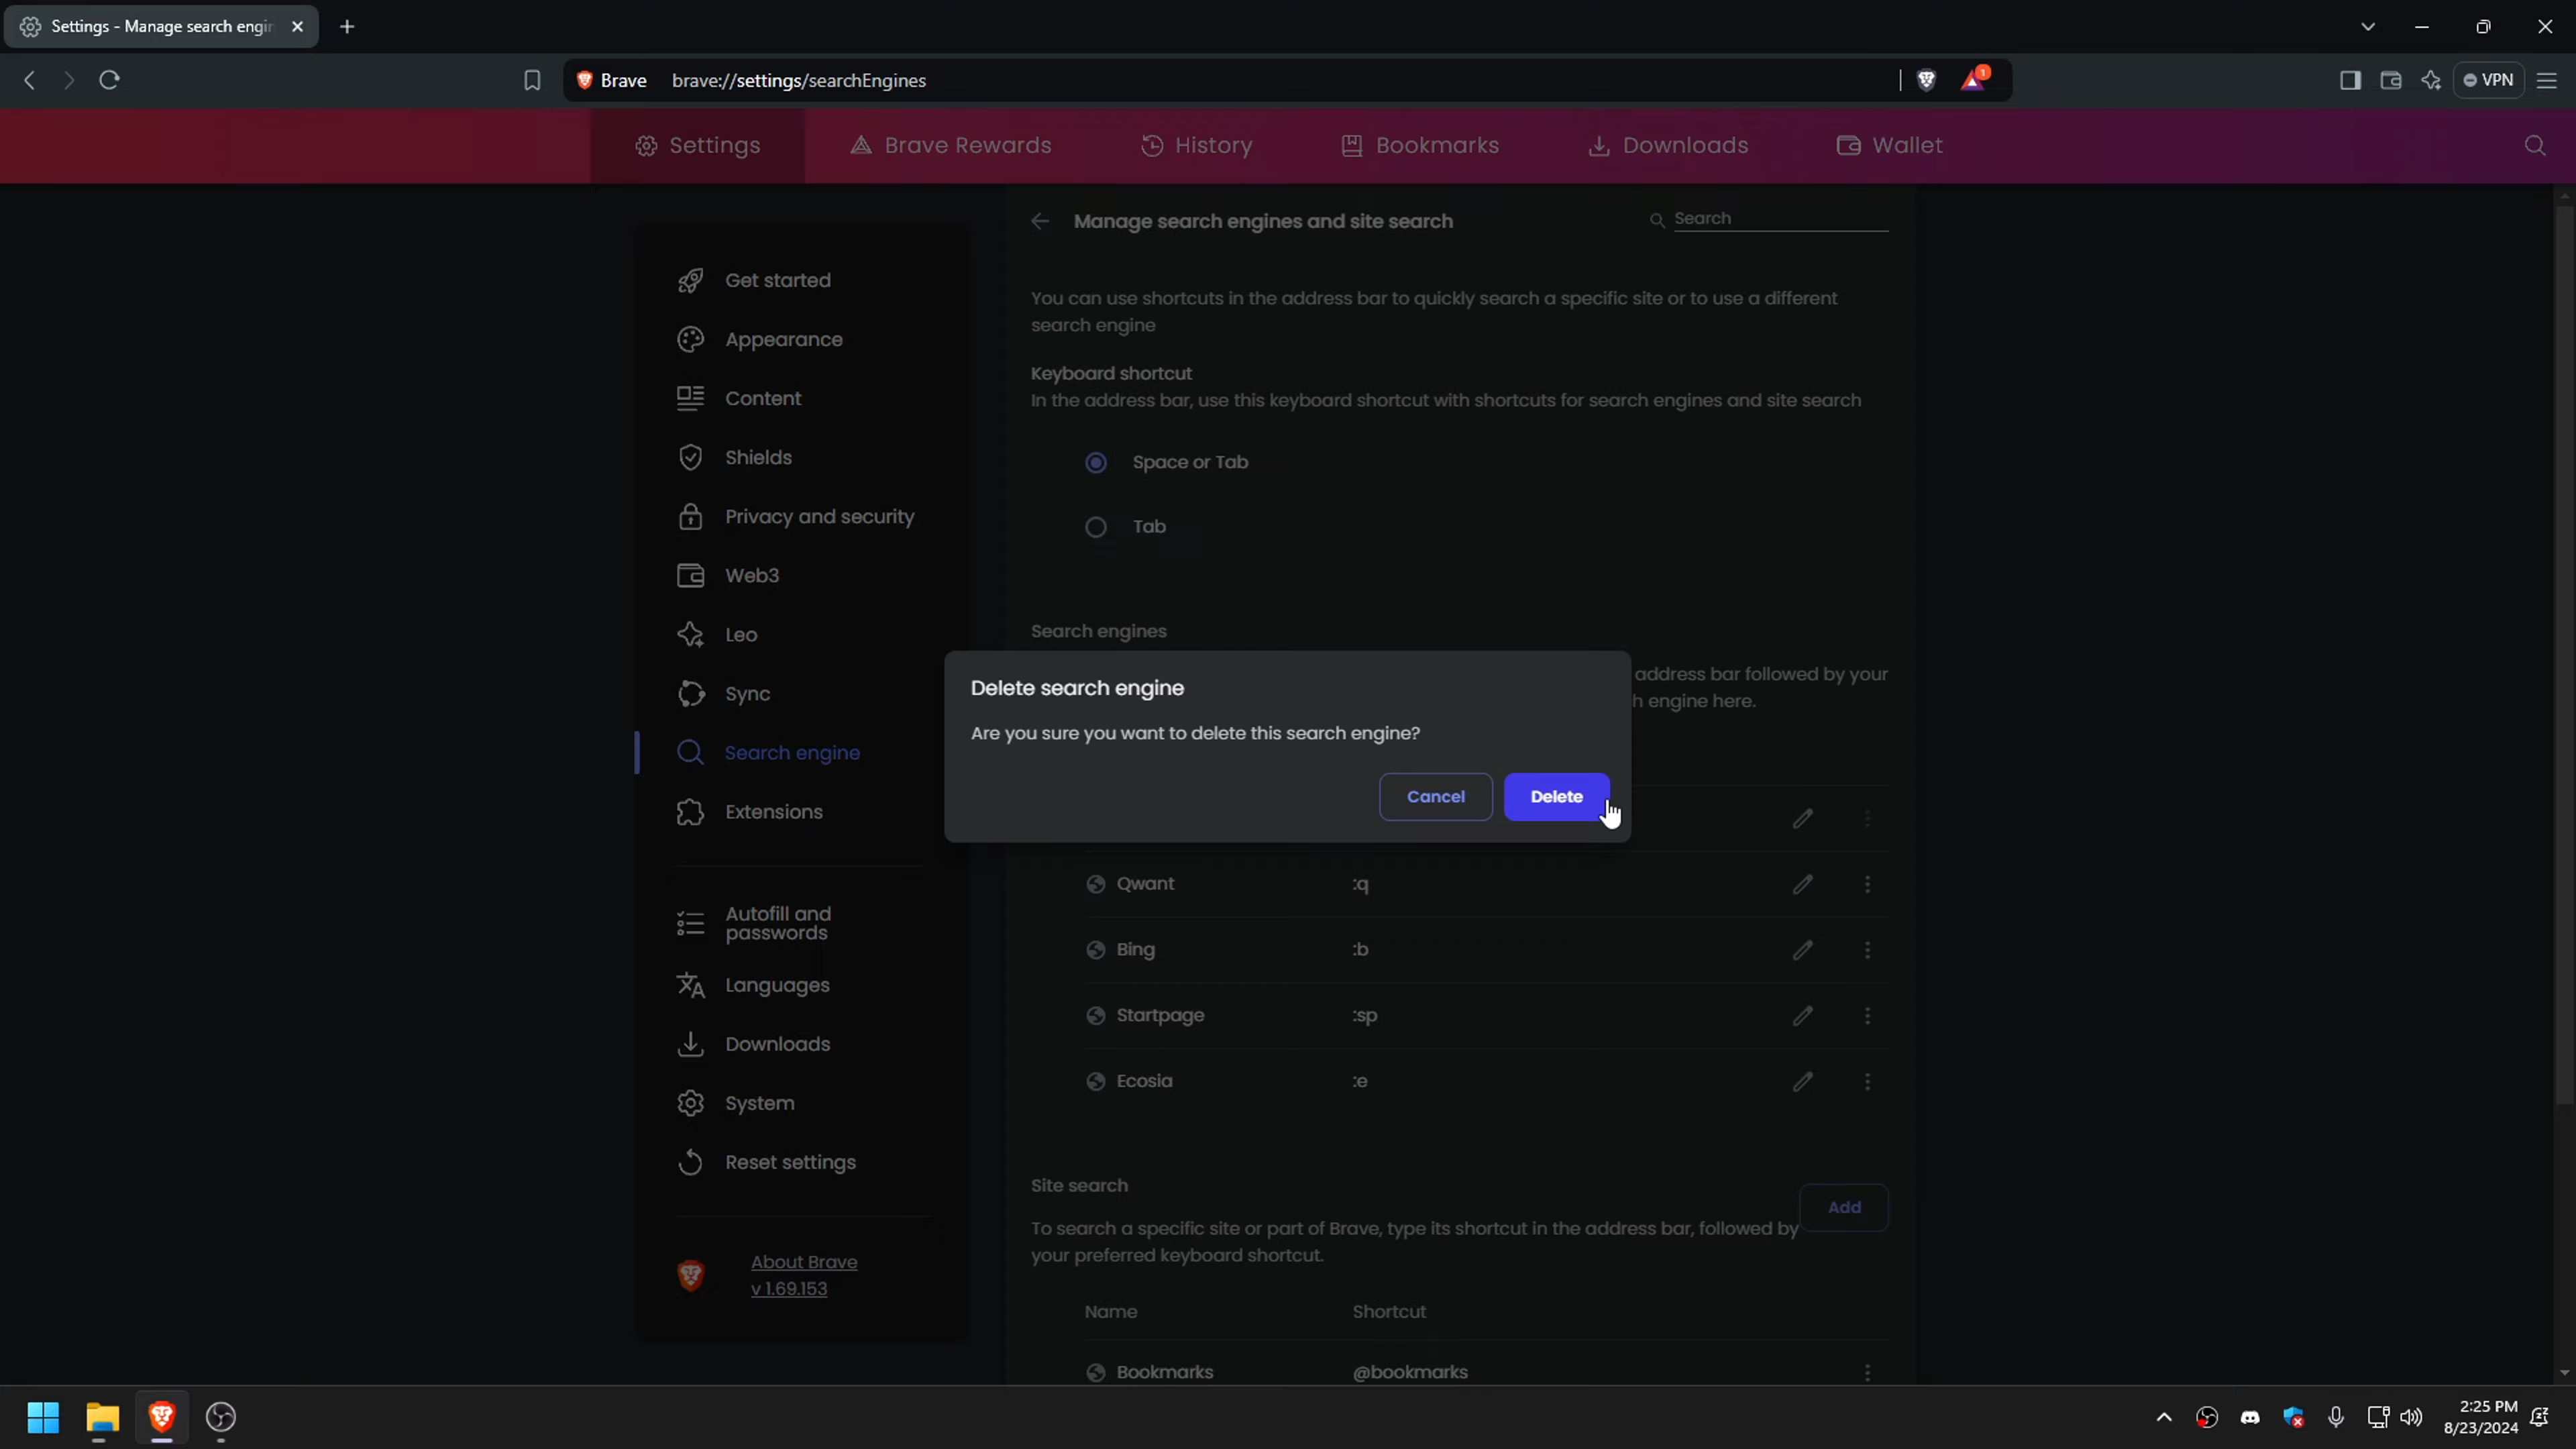 Settings - Manage search engin
Brave brave://settings/searchEngines
1
VPN
Settings
Brave Rewards
History
Bookmarks
Downloads
Wallet
Get started
Appearance
Content
Shields
Privacy and security
Web3
Leo
Sync
Search engine
Extensions
Autofill and
passwords
Languages
Downloads
System
Reset settings
About Brave
v 1.69.153
Manage search engines and site search
Search
You can use shortcuts in the address bar to quickly search a specific site or to use a different
search engine
Keyboard shortcut
In the address bar, use this keyboard shortcut with shortcuts for search engines and site search
Space or Tab
Tab
Search engines
address bar followed by your
h engine here.
Delete search engine
Are you sure you want to delete this search engine?
Cancel
Delete
Qwant :q
Bing :b
Startpage :sp
Ecosia :e
Site search
Add
To search a specific site or part of Brave, type its shortcut in the address bar, followed by
your preferred keyboard shortcut.
Name Shortcut
Bookmarks @bookmarks
2:25 PM
8/23/2024